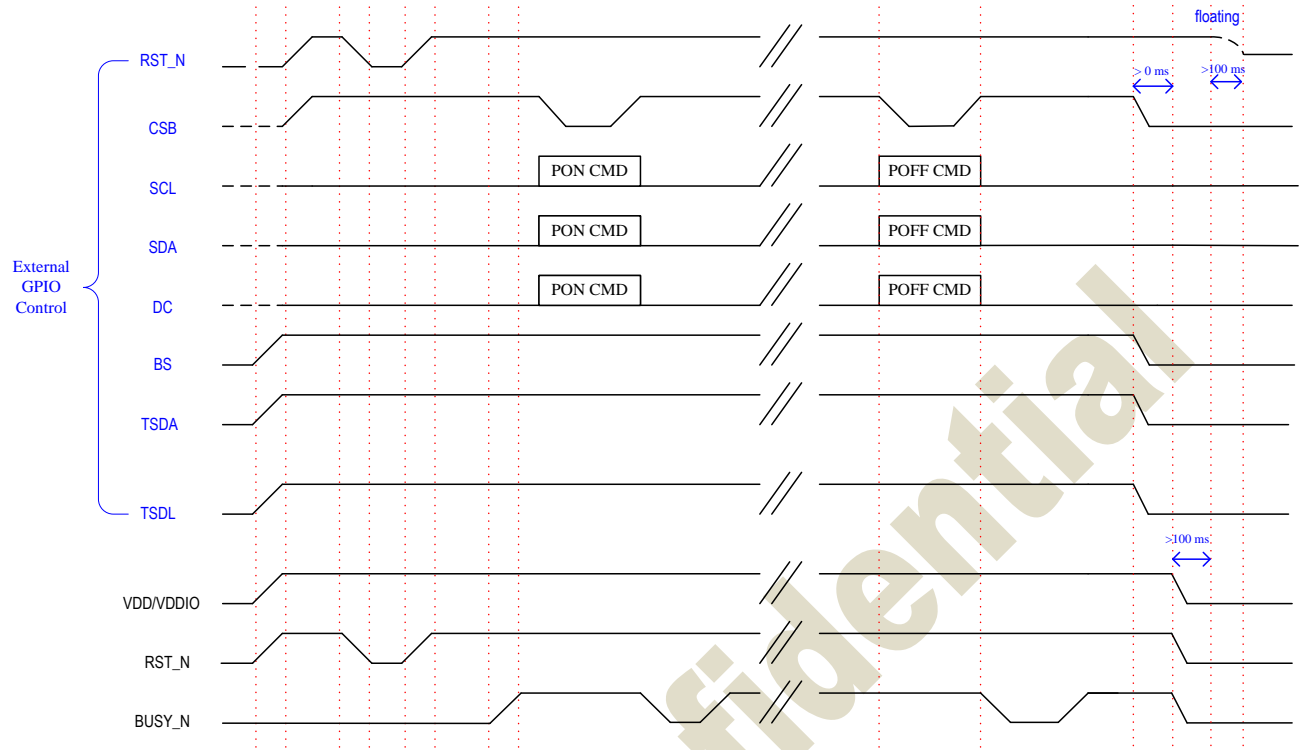 floating
RST_N
> 0 ms
>100 ms
CSB
PON CMD
POFF CMD
SCL
PON CMD
POFF CMD
SDA
External
GPIO
Control
PON CMD
POFF CMD
DC
BS
TSDA
TSDL
>100 ms
VDD/VDDIO
RST_N
BUSY_N
fidential